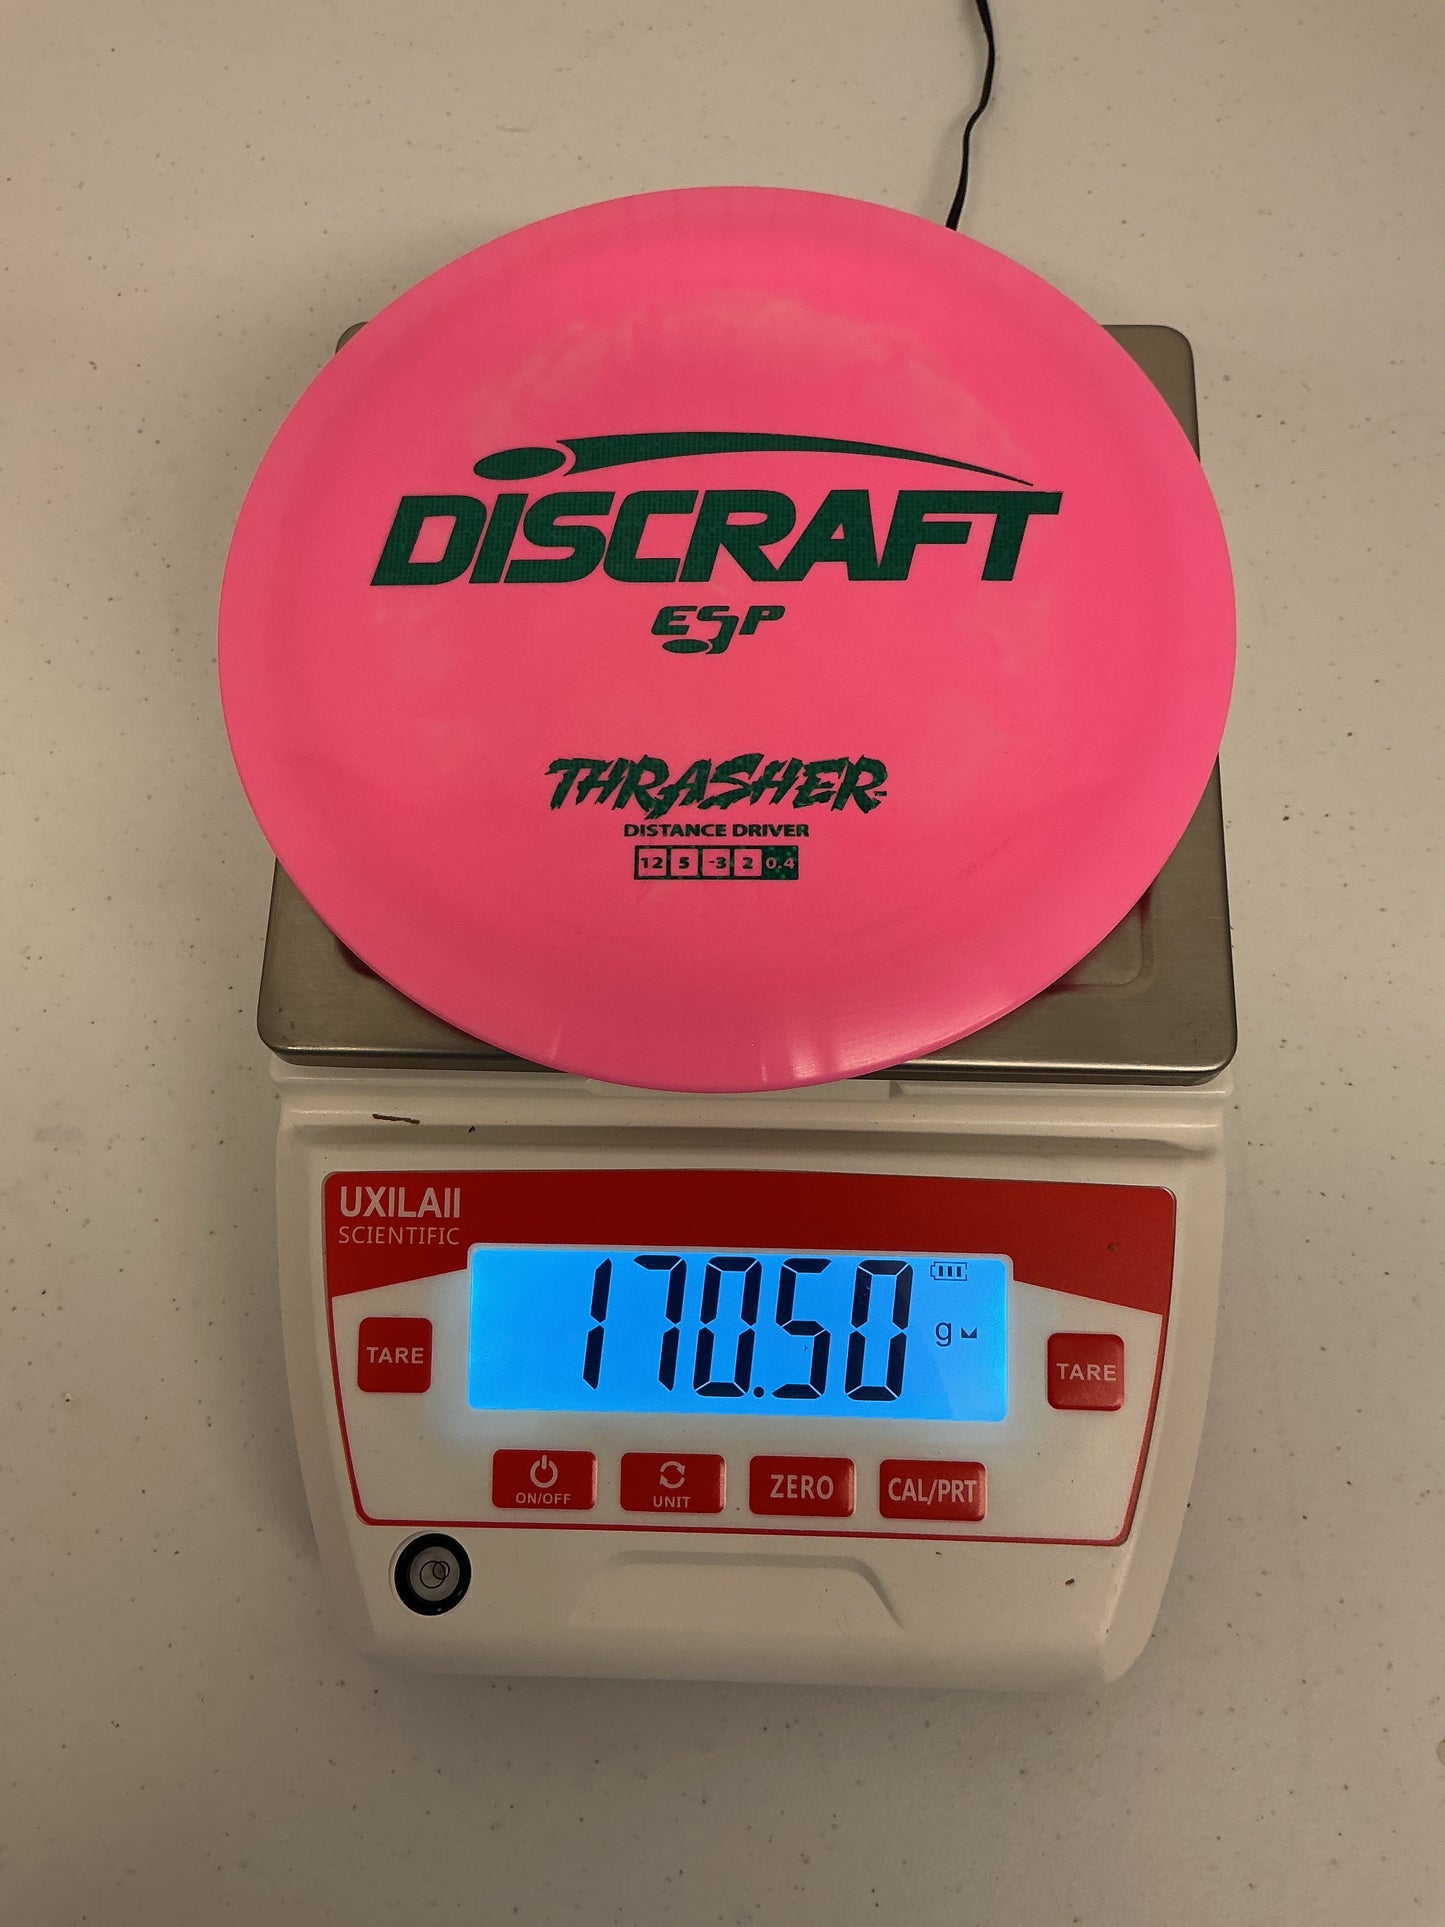 DISCRAFT
ESP
THRASHER
DISTANCE DRIVER
12 5 -3 2 0.4
UXILAII
SCIENTIFIC
170.50 g
TARE
TARE
ON/OFF
UNIT
ZERO
CAL/PRT